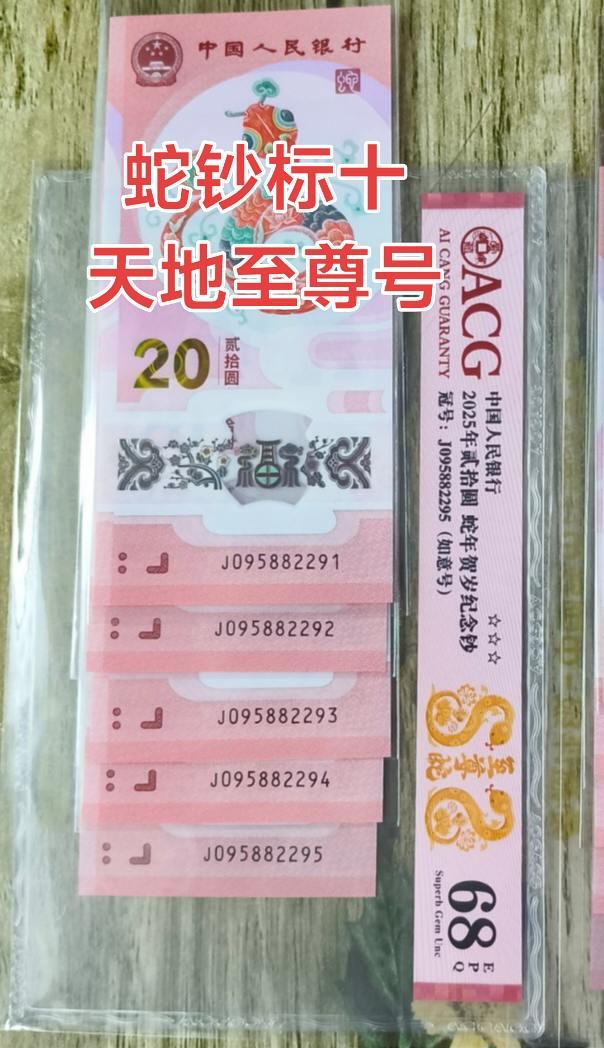 中国人民银行
蛇钞标十
天地至尊号
20
贰拾圆
J095882291
J095882292
J095882293
J095882294
J095882295
ACG
AI CANG GUARANTY
中国人民银行
2025年贰拾圆 蛇年贺岁纪念钞
冠号：J095882295（如意号）
☆☆☆
至尊蛇
68
EPQ
Superb Gem Unc